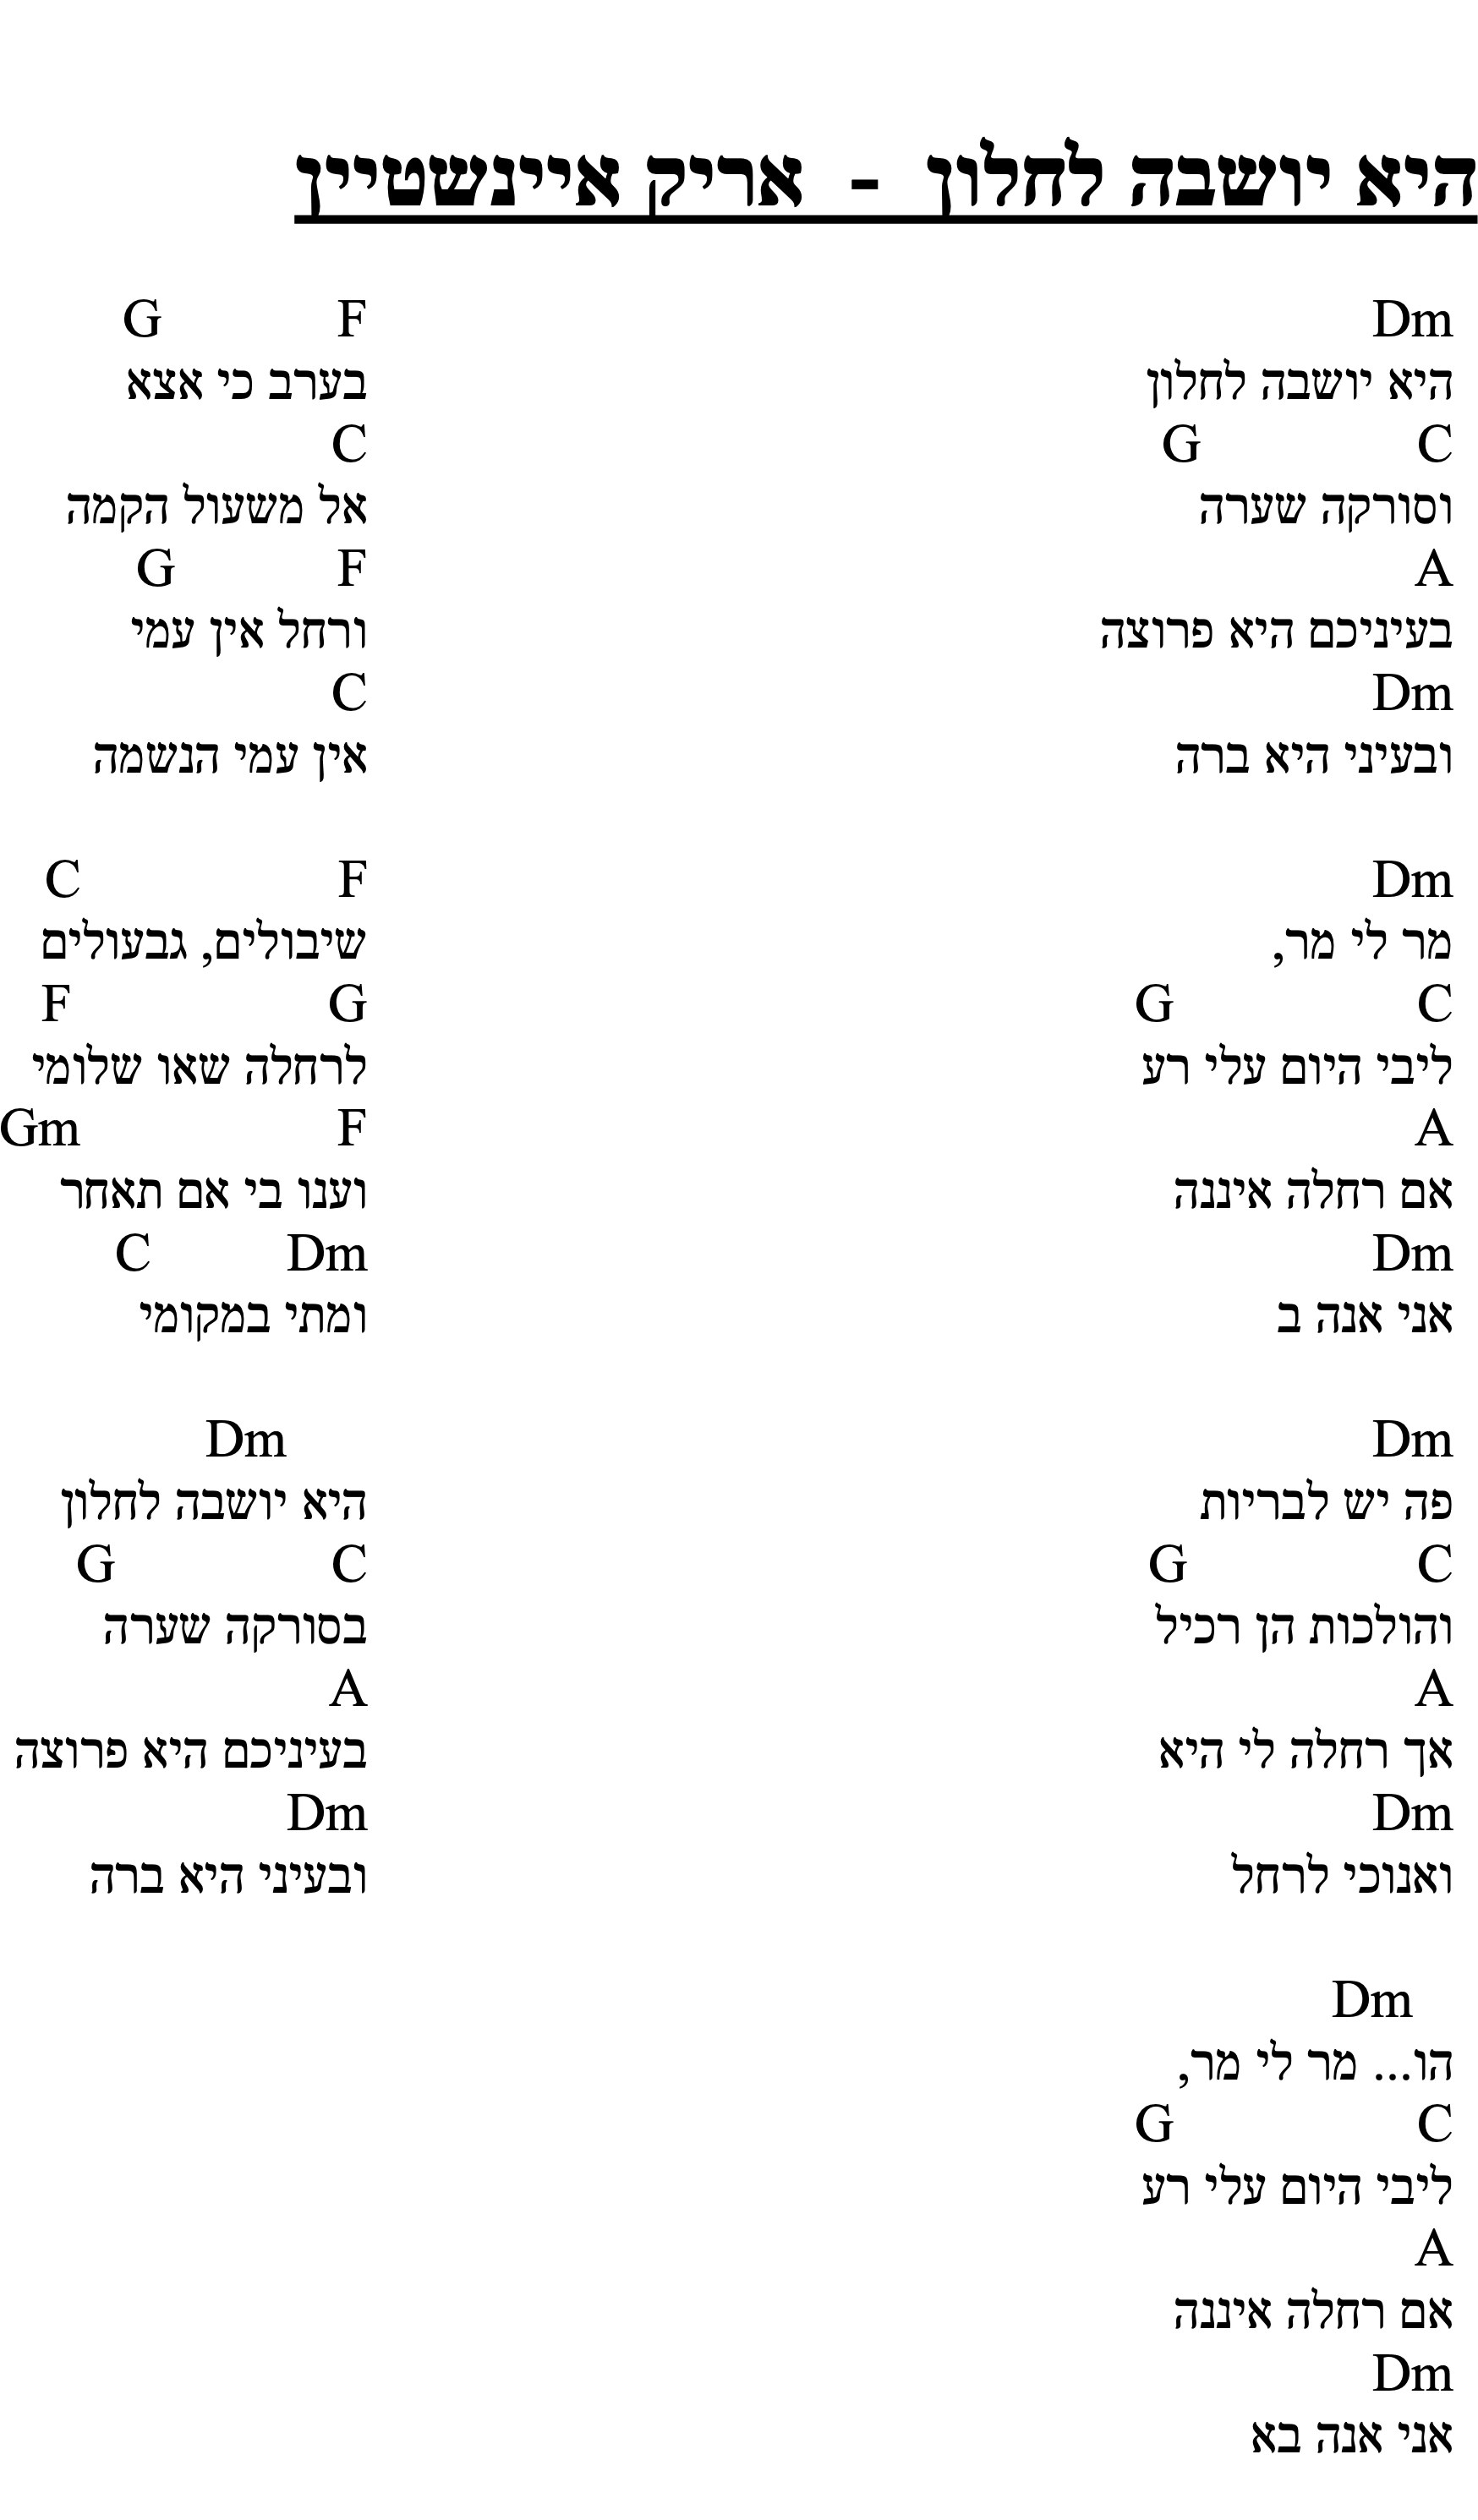 היא יושבה לחלון - אריק איינשטיין
Dm
היא יושבה לחלון
C G
וסורקה שערה
A
בעיניכם היא פרוצה
Dm
ובעיני היא ברה
Dm
מר לי מר,
C G
ליבי היום עלי רע
A
אם רחלה איננה
Dm
אני אנה ב
Dm
פה יש לבריות
C G
והולכות הן רכיל
A
אך רחלה לי היא
Dm
ואנוכי לרחל
Dm
הו... מר לי מר,
C G
ליבי היום עלי רע
A
אם רחלה איננה
Dm
אני אנה בא
F G
בערב כי אצא
C
אל משעול הקמה
F G
ורחל אין עמי
C
אין עמי הנשמה
F C
שיבולים, גבעולים
G F
לרחלה שאו שלומי
F Gm
וענו בי אם תאחר
Dm C
ומתי במקומי
Dm
היא יושבה לחלון
C G
בסורקה שערה
A
בעיניכם היא פרוצה
Dm
ובעיני היא ברה